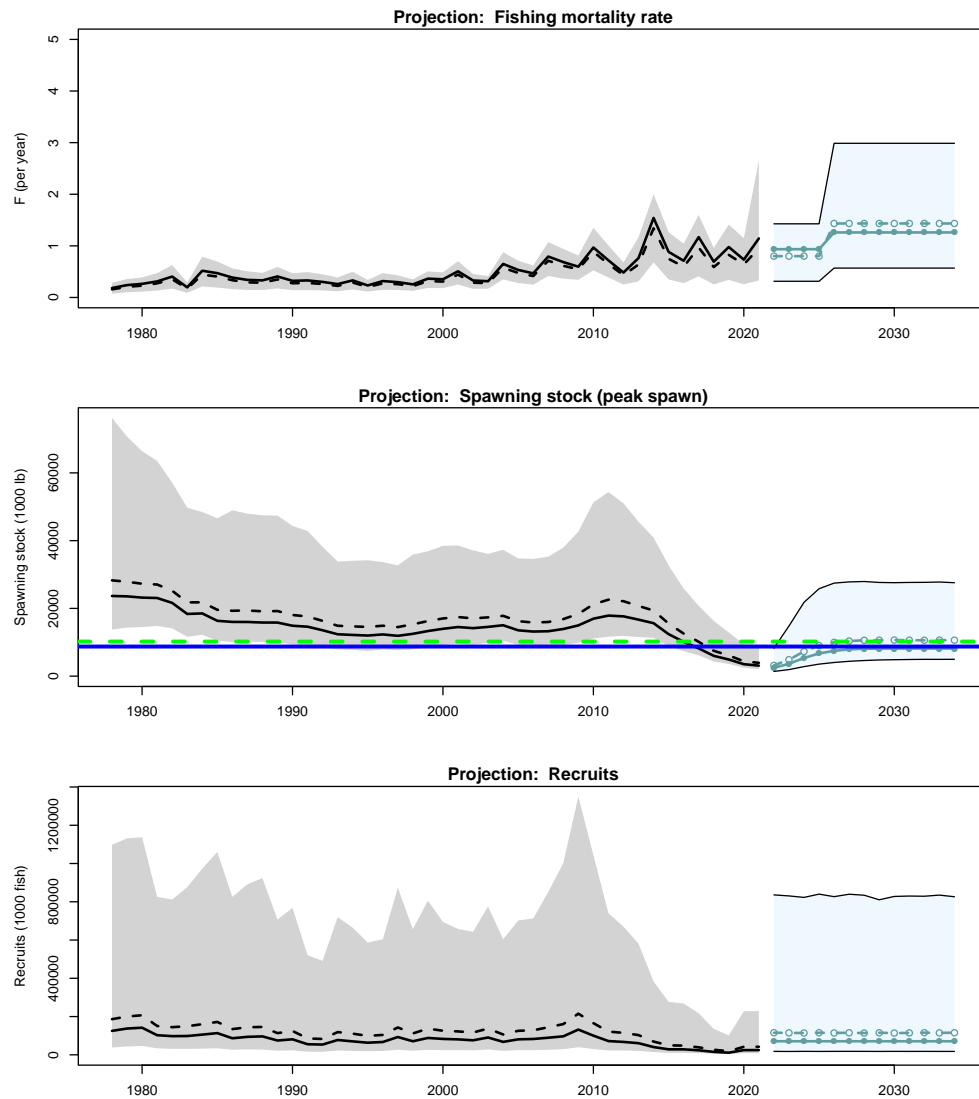 Projection:  Fishing mortality rate
F (per year)
5
4
3
2
1
0
1980 1990 2000 2010 2020 2030
Projection:  Spawning stock (peak spawn)
Spawning stock (1000 lb)
60000
40000
20000
0
1980 1990 2000 2010 2020 2030
Projection:  Recruits
Recruits (1000 fish)
1200000
800000
400000
0
1980 1990 2000 2010 2020 2030